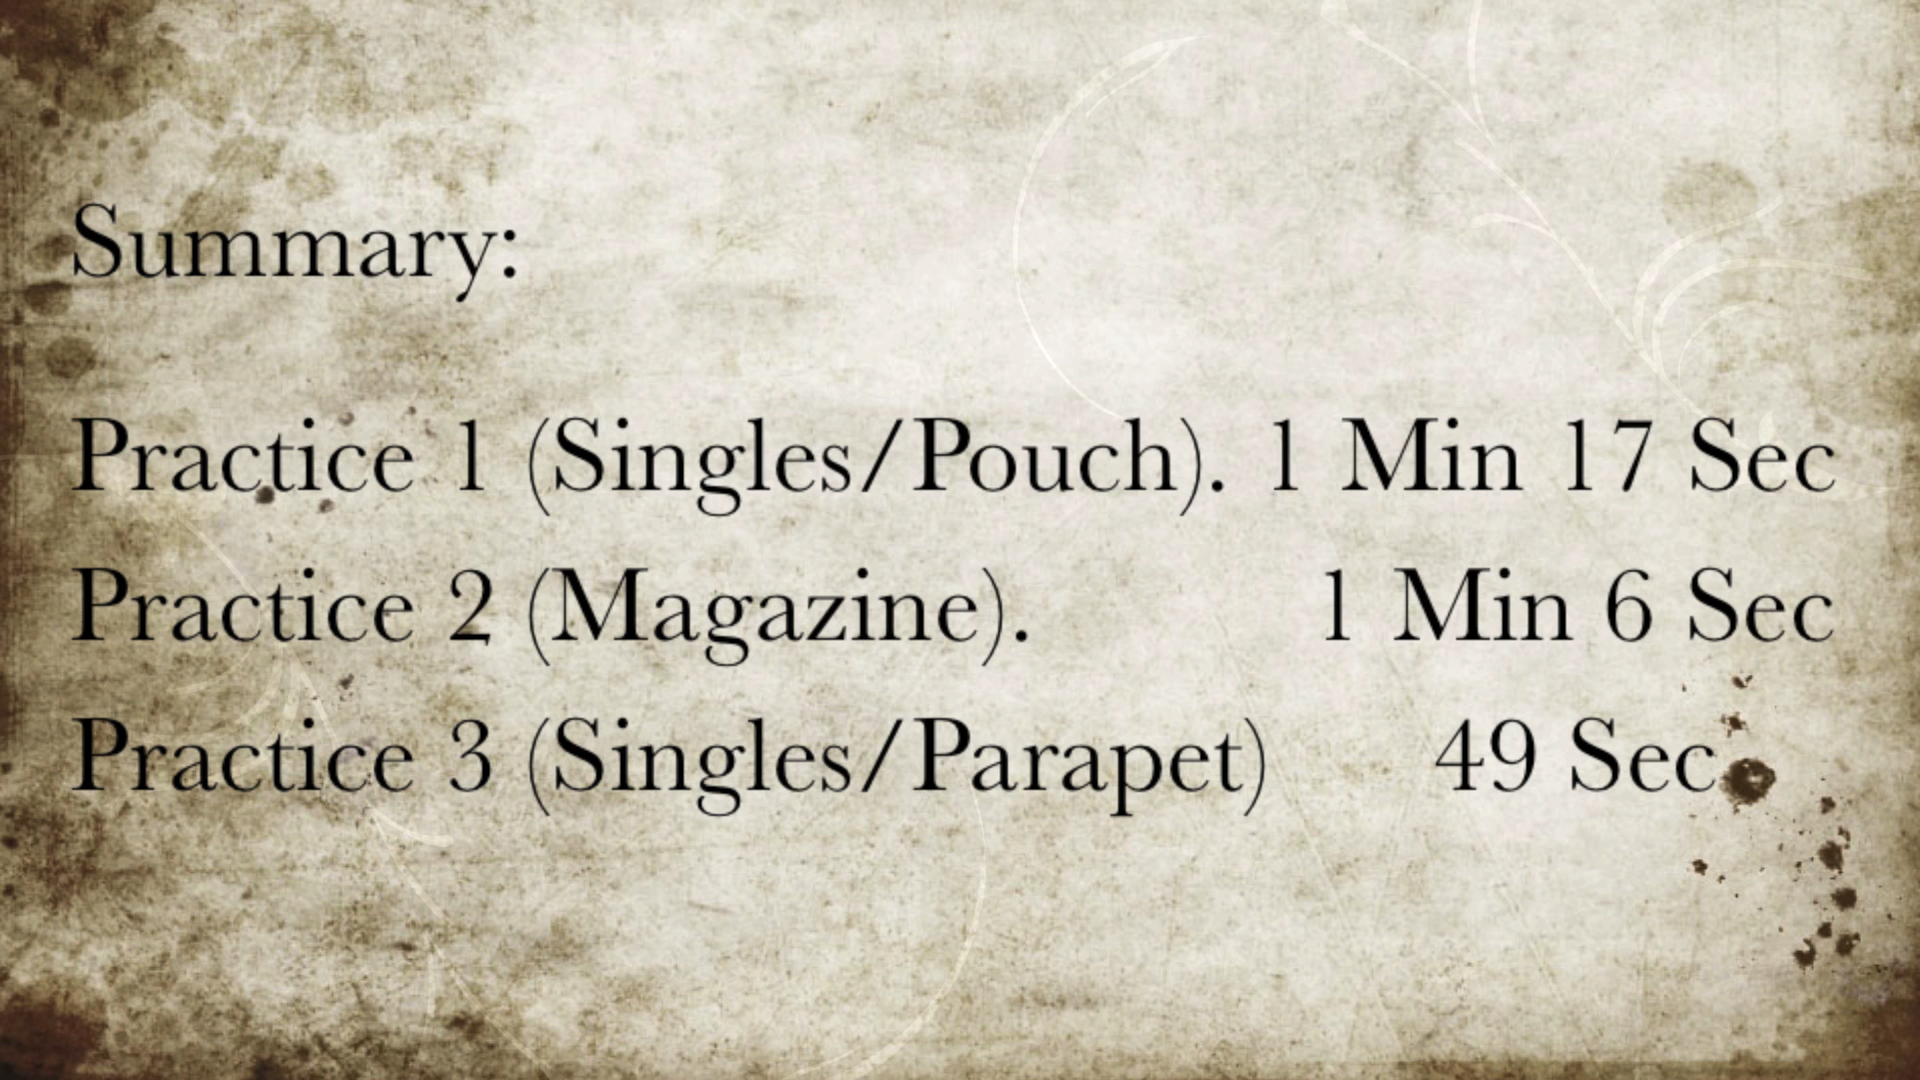 Summary:
Practice 1 (Singles/Pouch). 1 Min 17 Sec
Practice 2 (Magazine). 1 Min 6 Sec
Practice 3 (Singles/Parapet) 49 Sec